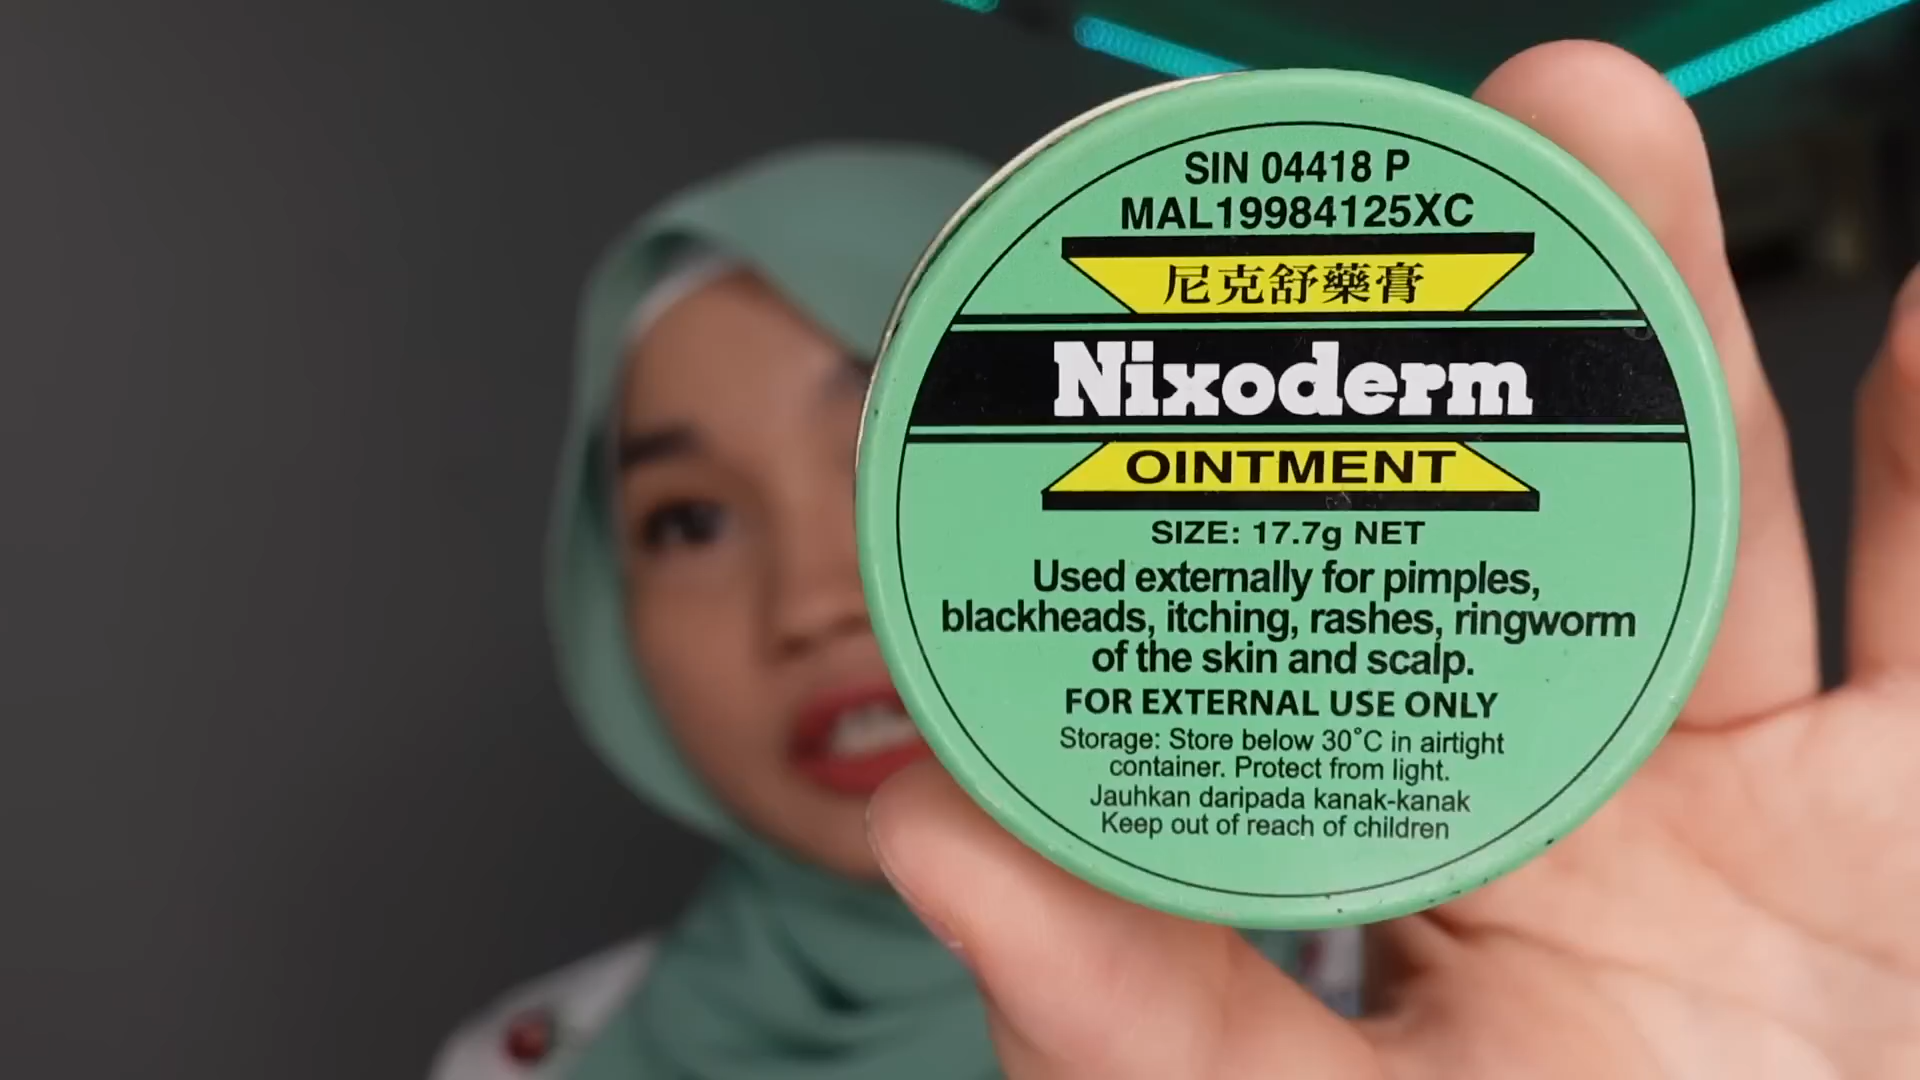 SIN 04418 P
MAL19984125XC
尼克舒藥膏
Nixoderm
OINTMENT
SIZE: 17.7g NET
Used externally for pimples,
blackheads, itching, rashes, ringworm
of the skin and scalp.
FOR EXTERNAL USE ONLY
Storage: Store below 30°C in airtight
container. Protect from light.
Jauhkan daripada kanak-kanak
Keep out of reach of children